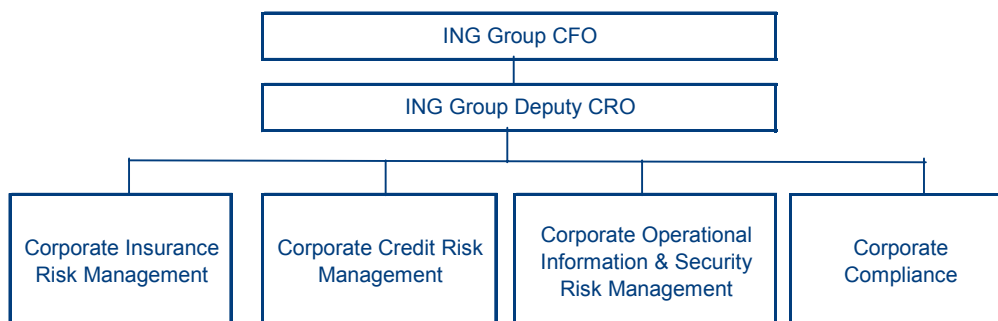 ING Group CFO
ING Group Deputy CRO
Corporate Insurance
Risk Management
Corporate Credit Risk
Management
Corporate Operational
Information & Security
Risk Management
Corporate
Compliance